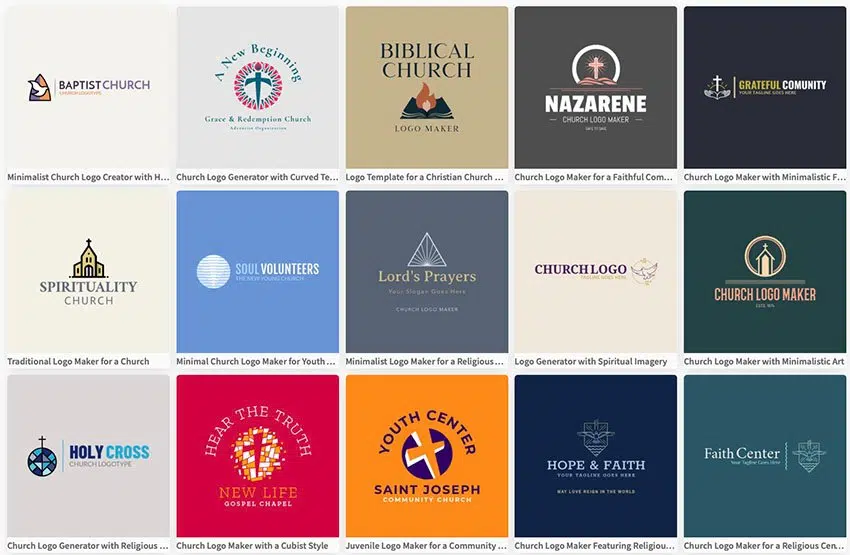 BAPTISTCHURCH
CHURCH LOGOTYPE
Minimalist Church Logo Creator with H...
A New Beginning
Grace & Redemption Church
Adventist Organization
Church Logo Generator with Curved Te...
BIBLICAL
CHURCH
LOGO MAKER
Logo Template for a Christian Church ...
NAZARENE
CHURCH LOGO MAKER
Church Logo Maker for a Faithful Com...
GRATEFUL COMUNITY
YOUR TAGLINE GOES HERE
Church Logo Maker with Minimalistic F...
SPIRITUALITY
CHURCH
Traditional Logo Maker for a Church
SOUL VOLUNTEERS
THE NEW YOUNG CHURCH
Minimal Church Logo Maker for Youth ...
Lord's Prayers
Your Slogan Goes Here
CHURCH LOGO MAKER
Minimalist Logo Maker for a Religious ...
CHURCH LOGO
TAGLINE GOES HERE
Logo Generator with Spiritual Imagery
CHURCH LOGO MAKER
Church Logo Maker with Minimalistic Art
HOLY CROSS
CHURCH LOGOTYPE
Church Logo Generator with Religious ...
HEAR THE TRUTH
NEW LIFE
GOSPEL CHAPEL
Church Logo Maker with a Cubist Style
YOUTH CENTER
SAINT JOSEPH
COMMUNITY CHURCH
Juvenile Logo Maker for a Community ...
HOPE & FAITH
YOUR TAGLINE GOES HERE
MAY LOVE REIGN IN THE WORLD
Church Logo Maker Featuring Religiou...
Faith Center
Your Tagline Goes Here
Church Logo Maker for a Religious Cen...